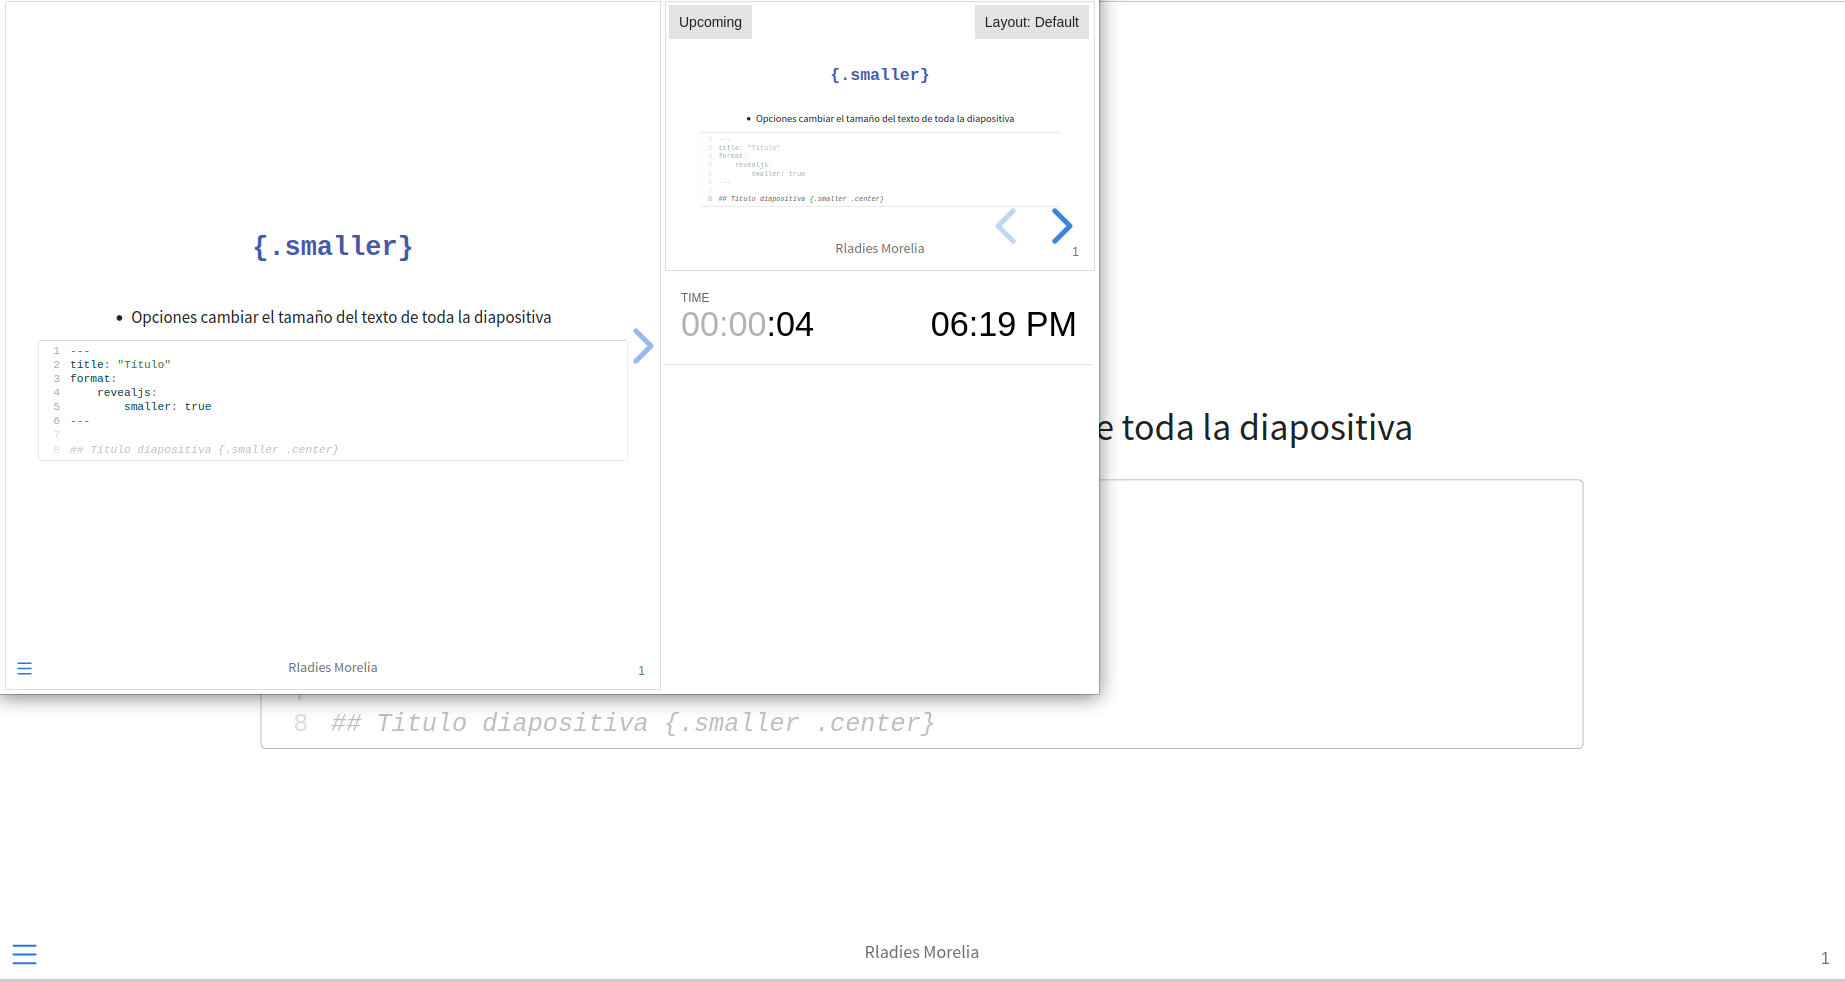 {.smaller}
• Opciones cambiar el tamaño del texto de toda la diapositiva
1 ---
2 title: "Título"
3 format:
4     revealjs:
5         smaller: true
6 ---
7
8 ## Titulo diapositiva {.smaller .center}
Rladies Morelia
1
Upcoming
Layout: Default
{.smaller}
• Opciones cambiar el tamaño del texto de toda la diapositiva
1 ---
2 title: "Título"
3 format:
4     revealjs:
5         smaller: true
6 ---
7
8 ## Titulo diapositiva {.smaller .center}
Rladies Morelia
1
TIME
00:00:04
06:19 PM
e toda la diapositiva
8 ## Titulo diapositiva {.smaller .center}
Rladies Morelia
1